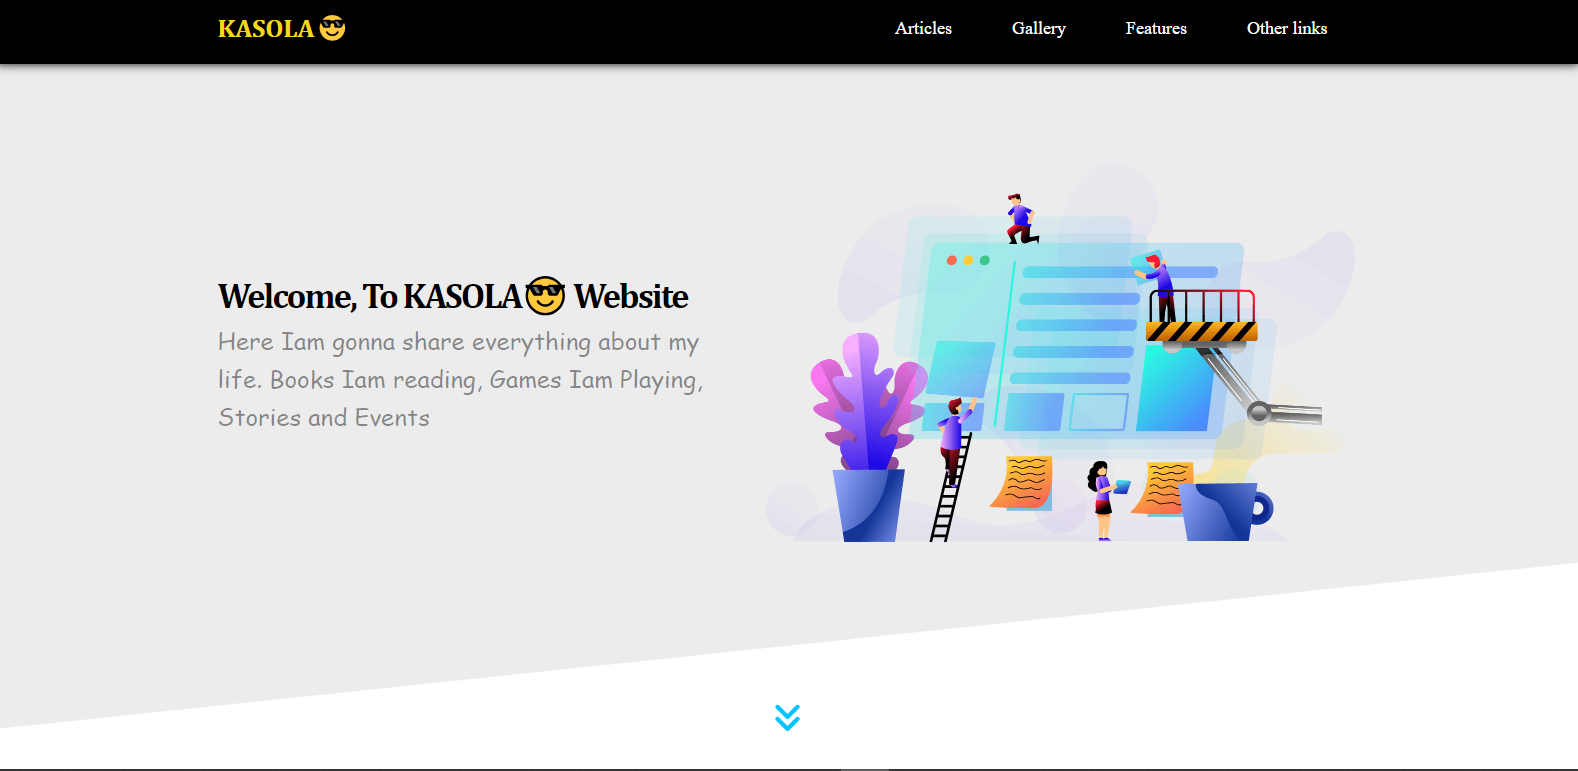 KASOLA😎
Articles Gallery Features Other links
Welcome, To KASOLA😎 Website
Here Iam gonna share everything about my
life. Books Iam reading, Games Iam Playing,
Stories and Events